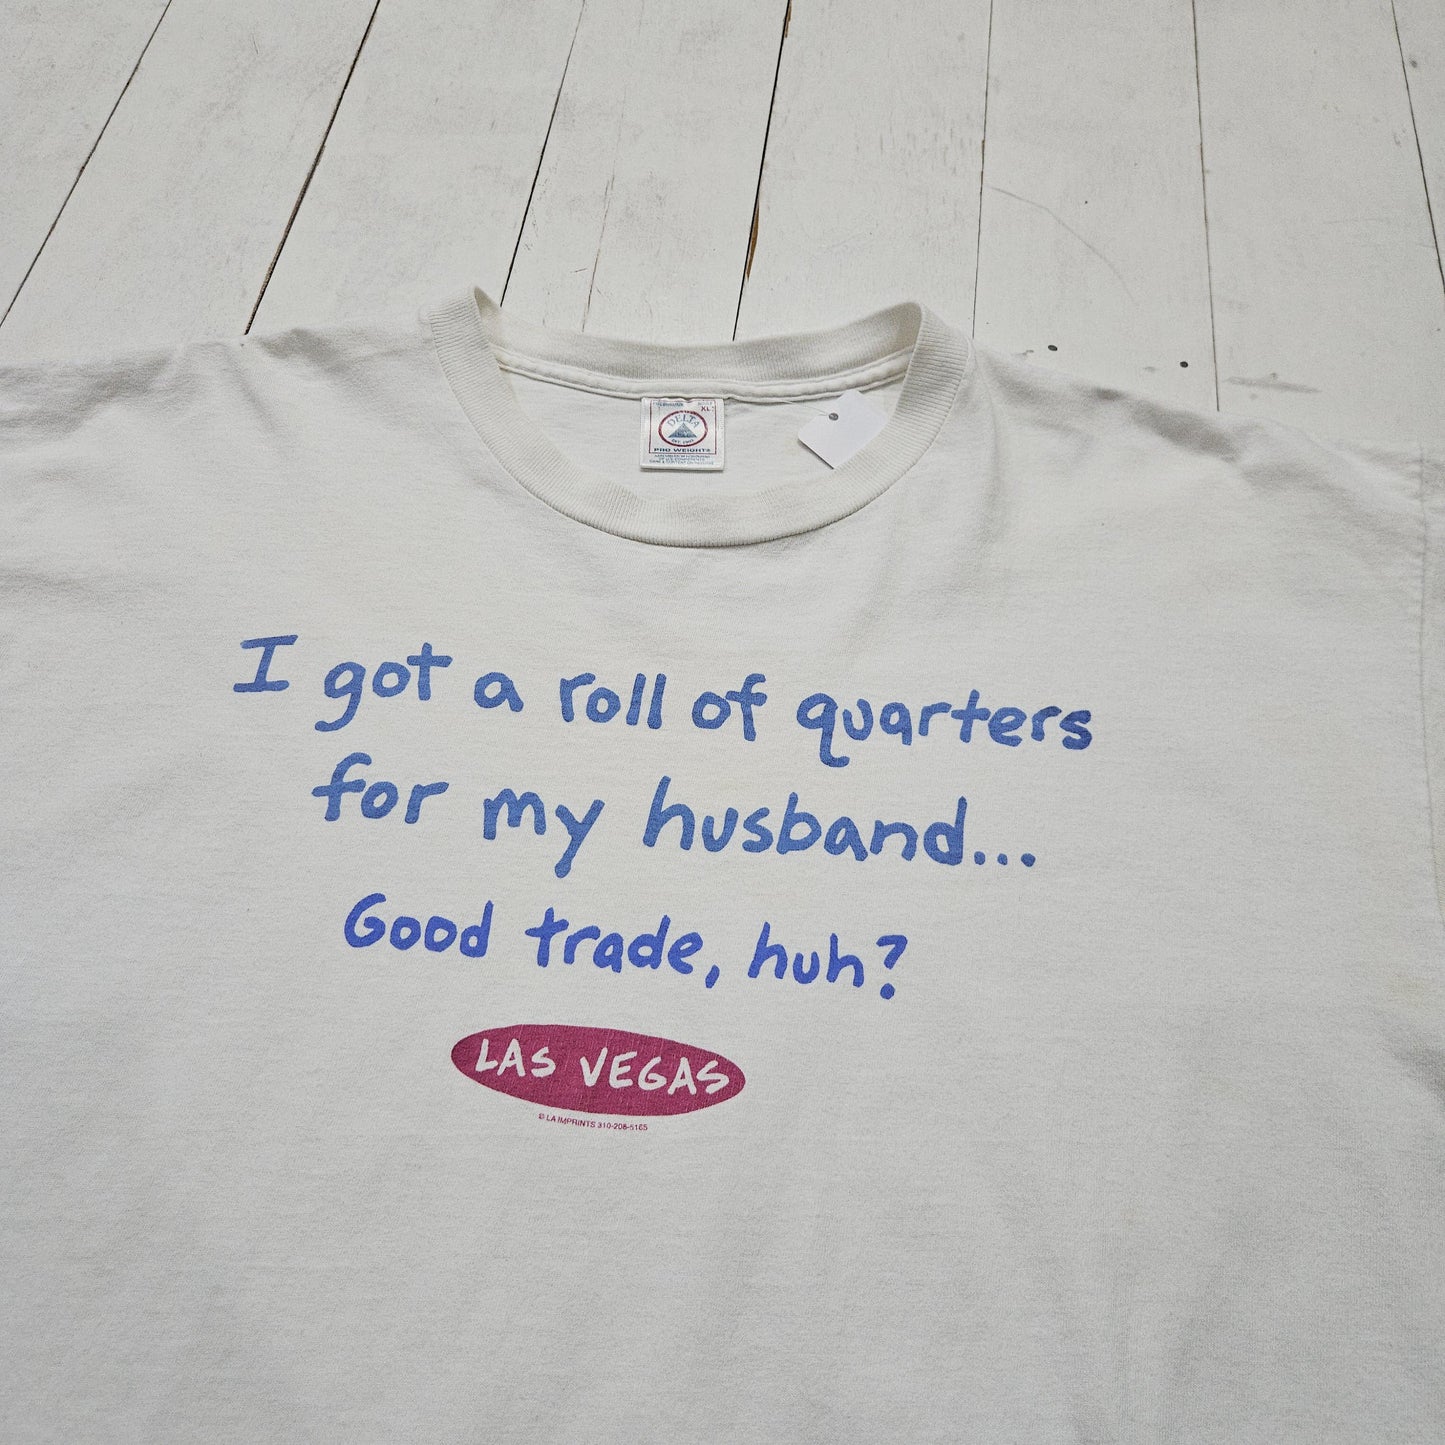 XL
DELTA
PRO WEIGHT®
I got a roll of quarters
for my husband...
Good trade, huh?
LAS VEGAS
© LA IMPRINTS 310-208-5165